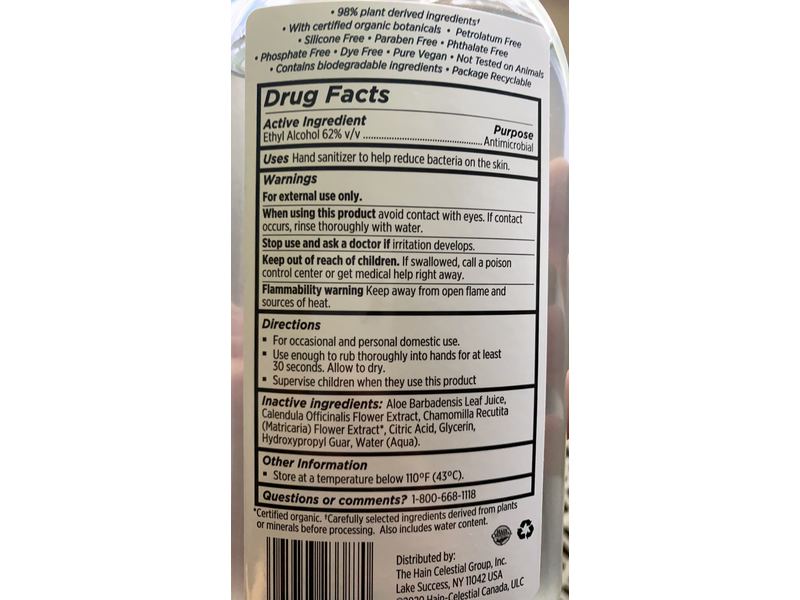 • 98% plant derived ingredients†
• With certified organic botanicals • Petrolatum Free
• Silicone Free • Paraben Free • Phthalate Free
• Phosphate Free • Dye Free • Pure Vegan • Not Tested on Animals
• Contains biodegradable Ingredients • Package Recyclable
Drug Facts
Active Ingredient Purpose
Ethyl Alcohol 62% v/v ........................................ Antimicrobial
Uses Hand sanitizer to help reduce bacteria on the skin.
Warnings
For external use only.
When using this product avoid contact with eyes. If contact
occurs, rinse thoroughly with water.
Stop use and ask a doctor if irritation develops.
Keep out of reach of children. If swallowed, call a poison
control center or get medical help right away.
Flammability warning Keep away from open flame and
sources of heat.
Directions
▪ For occasional and personal domestic use.
▪ Use enough to rub thoroughly into hands for at least
30 seconds. Allow to dry.
▪ Supervise children when they use this product
Inactive ingredients: Aloe Barbadensis Leaf Juice,
Calendula Officinalis Flower Extract, Chamomilla Recutita
(Matricaria) Flower Extract*, Citric Acid, Glycerin,
Hydroxypropyl Guar, Water (Aqua).
Other Information
▪ Store at a temperature below 110ºF (43ºC).
Questions or comments? 1-800-668-1118
*Certified organic. †Carefully selected ingredients derived from plants
or minerals before processing. Also includes water content.
Distributed by:
The Hain Celestial Group, Inc.
Lake Success, NY 11042 USA
©2020 Hain-Celestial Canada, ULC